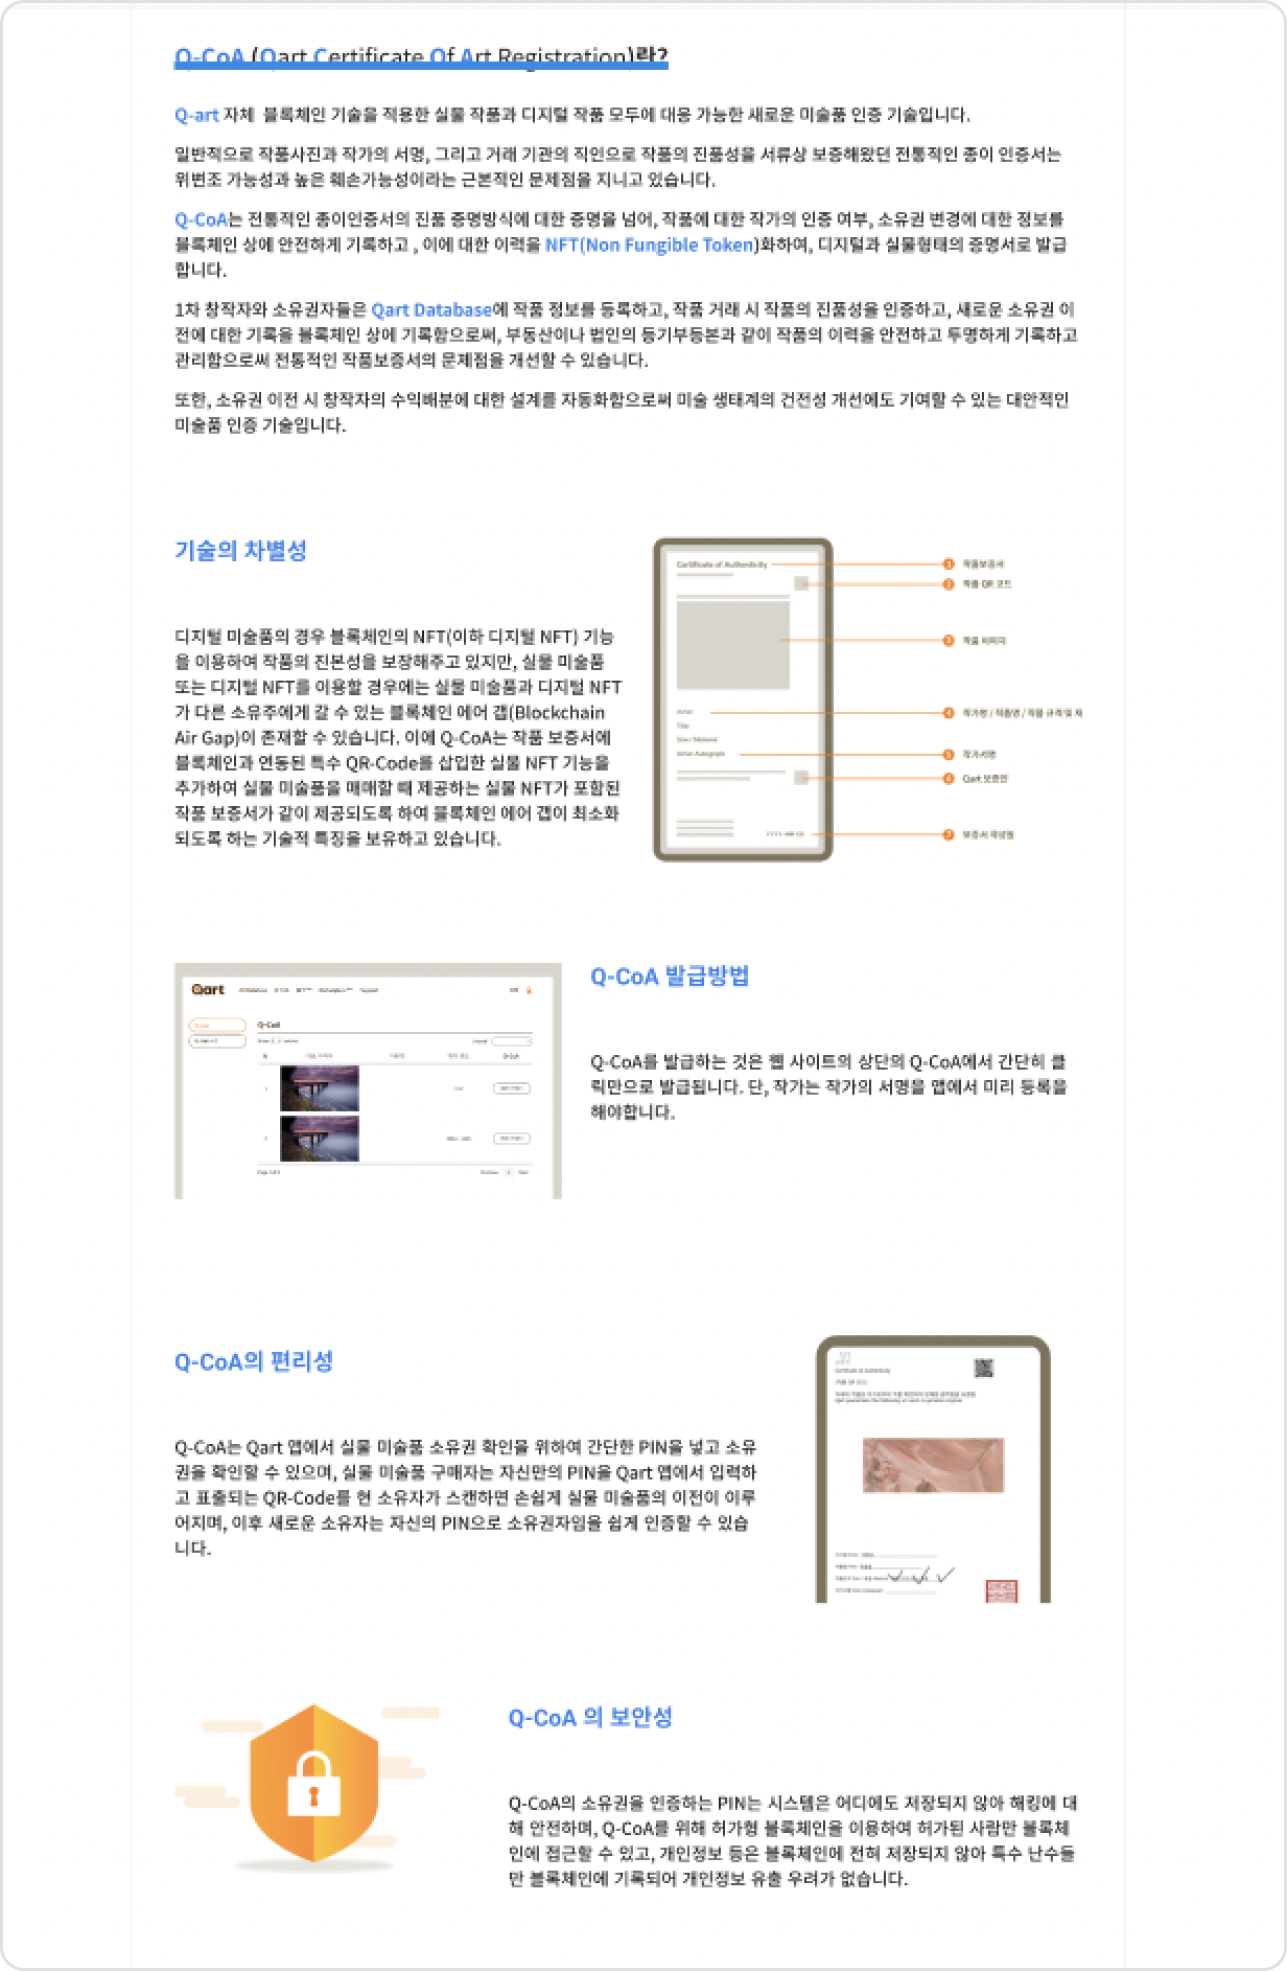 Q-CoA (Qart Certificate Of Art Registration)란?
Q-art 자체 블록체인 기술을 적용한 실물 작품과 디지털 작품 모두에 대응 가능한 새로운 미술품 인증 기술입니다.
일반적으로 작품사진과 작가의 서명, 그리고 거래 기관의 직인으로 작품의 진품성을 서류상 보증해왔던 전통적인 종이 인증서는
위변조 가능성과 높은 훼손가능성이라는 근본적인 문제점을 지니고 있습니다.
Q-CoA는 전통적인 종이인증서의 진품 증명방식에 대한 증명을 넘어, 작품에 대한 작가의 인증 여부, 소유권 변경에 대한 정보를
블록체인 상에 안전하게 기록하고 , 이에 대한 이력을 NFT(Non Fungible Token)화하여, 디지털과 실물형태의 증명서로 발급
합니다.
1차 창작자와 소유권자들은 Qart Database에 작품 정보를 등록하고, 작품 거래 시 작품의 진품성을 인증하고, 새로운 소유권 이
전에 대한 기록을 블록체인 상에 기록함으로써, 부동산이나 법인의 등기부등본과 같이 작품의 이력을 안전하고 투명하게 기록하고
관리함으로써 전통적인 작품보증서의 문제점을 개선할 수 있습니다.
또한, 소유권 이전 시 창작자의 수익배분에 대한 설계를 자동화함으로써 미술 생태계의 건전성 개선에도 기여할 수 있는 대안적인
미술품 인증 기술입니다.
기술의 차별성
디지털 미술품의 경우 블록체인의 NFT(이하 디지털 NFT) 기능
을 이용하여 작품의 진본성을 보장해주고 있지만, 실물 미술품
또는 디지털 NFT를 이용할 경우에는 실물 미술품과 디지털 NFT
가 다른 소유주에게 갈 수 있는 블록체인 에어 갭(Blockchain
Air Gap)이 존재할 수 있습니다. 이에 Q-CoA는 작품 보증서에
블록체인과 연동된 특수 QR-Code를 삽입한 실물 NFT 기능을
추가하여 실물 미술품을 매매할 때 제공하는 실물 NFT가 포함된
작품 보증서가 같이 제공되도록 하여 블록체인 에어 갭이 최소화
되도록 하는 기술적 특징을 보유하고 있습니다.
Certificate of Authenticity
Artist
Title
Size / Material
Artist Autograph
YYYY-MM-DD
1 작품보증서
2 작품 QR 코드
3 작품 이미지
4 작가명 / 작품명 / 작품 규격 및 재
5 작가서명
6 Qart 보증인
7 보증서 작성일
Qart
Q-CoA
Q-CoA 발급방법
Q-CoA를 발급하는 것은 웹 사이트의 상단의 Q-CoA에서 간단히 클
릭만으로 발급됩니다. 단, 작가는 작가의 서명을 앱에서 미리 등록을
해야합니다.
Q-CoA의 편리성
Q-CoA는 Qart 앱에서 실물 미술품 소유권 확인을 위하여 간단한 PIN을 넣고 소유
권을 확인할 수 있으며, 실물 미술품 구매자는 자신만의 PIN을 Qart 앱에서 입력하
고 표출되는 QR-Code를 현 소유자가 스캔하면 손쉽게 실물 미술품의 이전이 이루
어지며, 이후 새로운 소유자는 자신의 PIN으로 소유권자임을 쉽게 인증할 수 있습
니다.
Certificate of Authenticity
Q-CoA 의 보안성
Q-CoA의 소유권을 인증하는 PIN는 시스템은 어디에도 저장되지 않아 해킹에 대
해 안전하며, Q-CoA를 위해 허가형 블록체인을 이용하여 허가된 사람만 블록체
인에 접근할 수 있고, 개인정보 등은 블록체인에 전혀 저장되지 않아 특수 난수들
만 블록체인에 기록되어 개인정보 유출 우려가 없습니다.